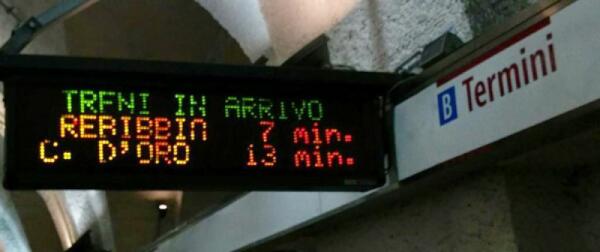 TRENI IN ARRIVO
REBIBBIA 7 min.
C. D'ORO 13 min.
B Termini